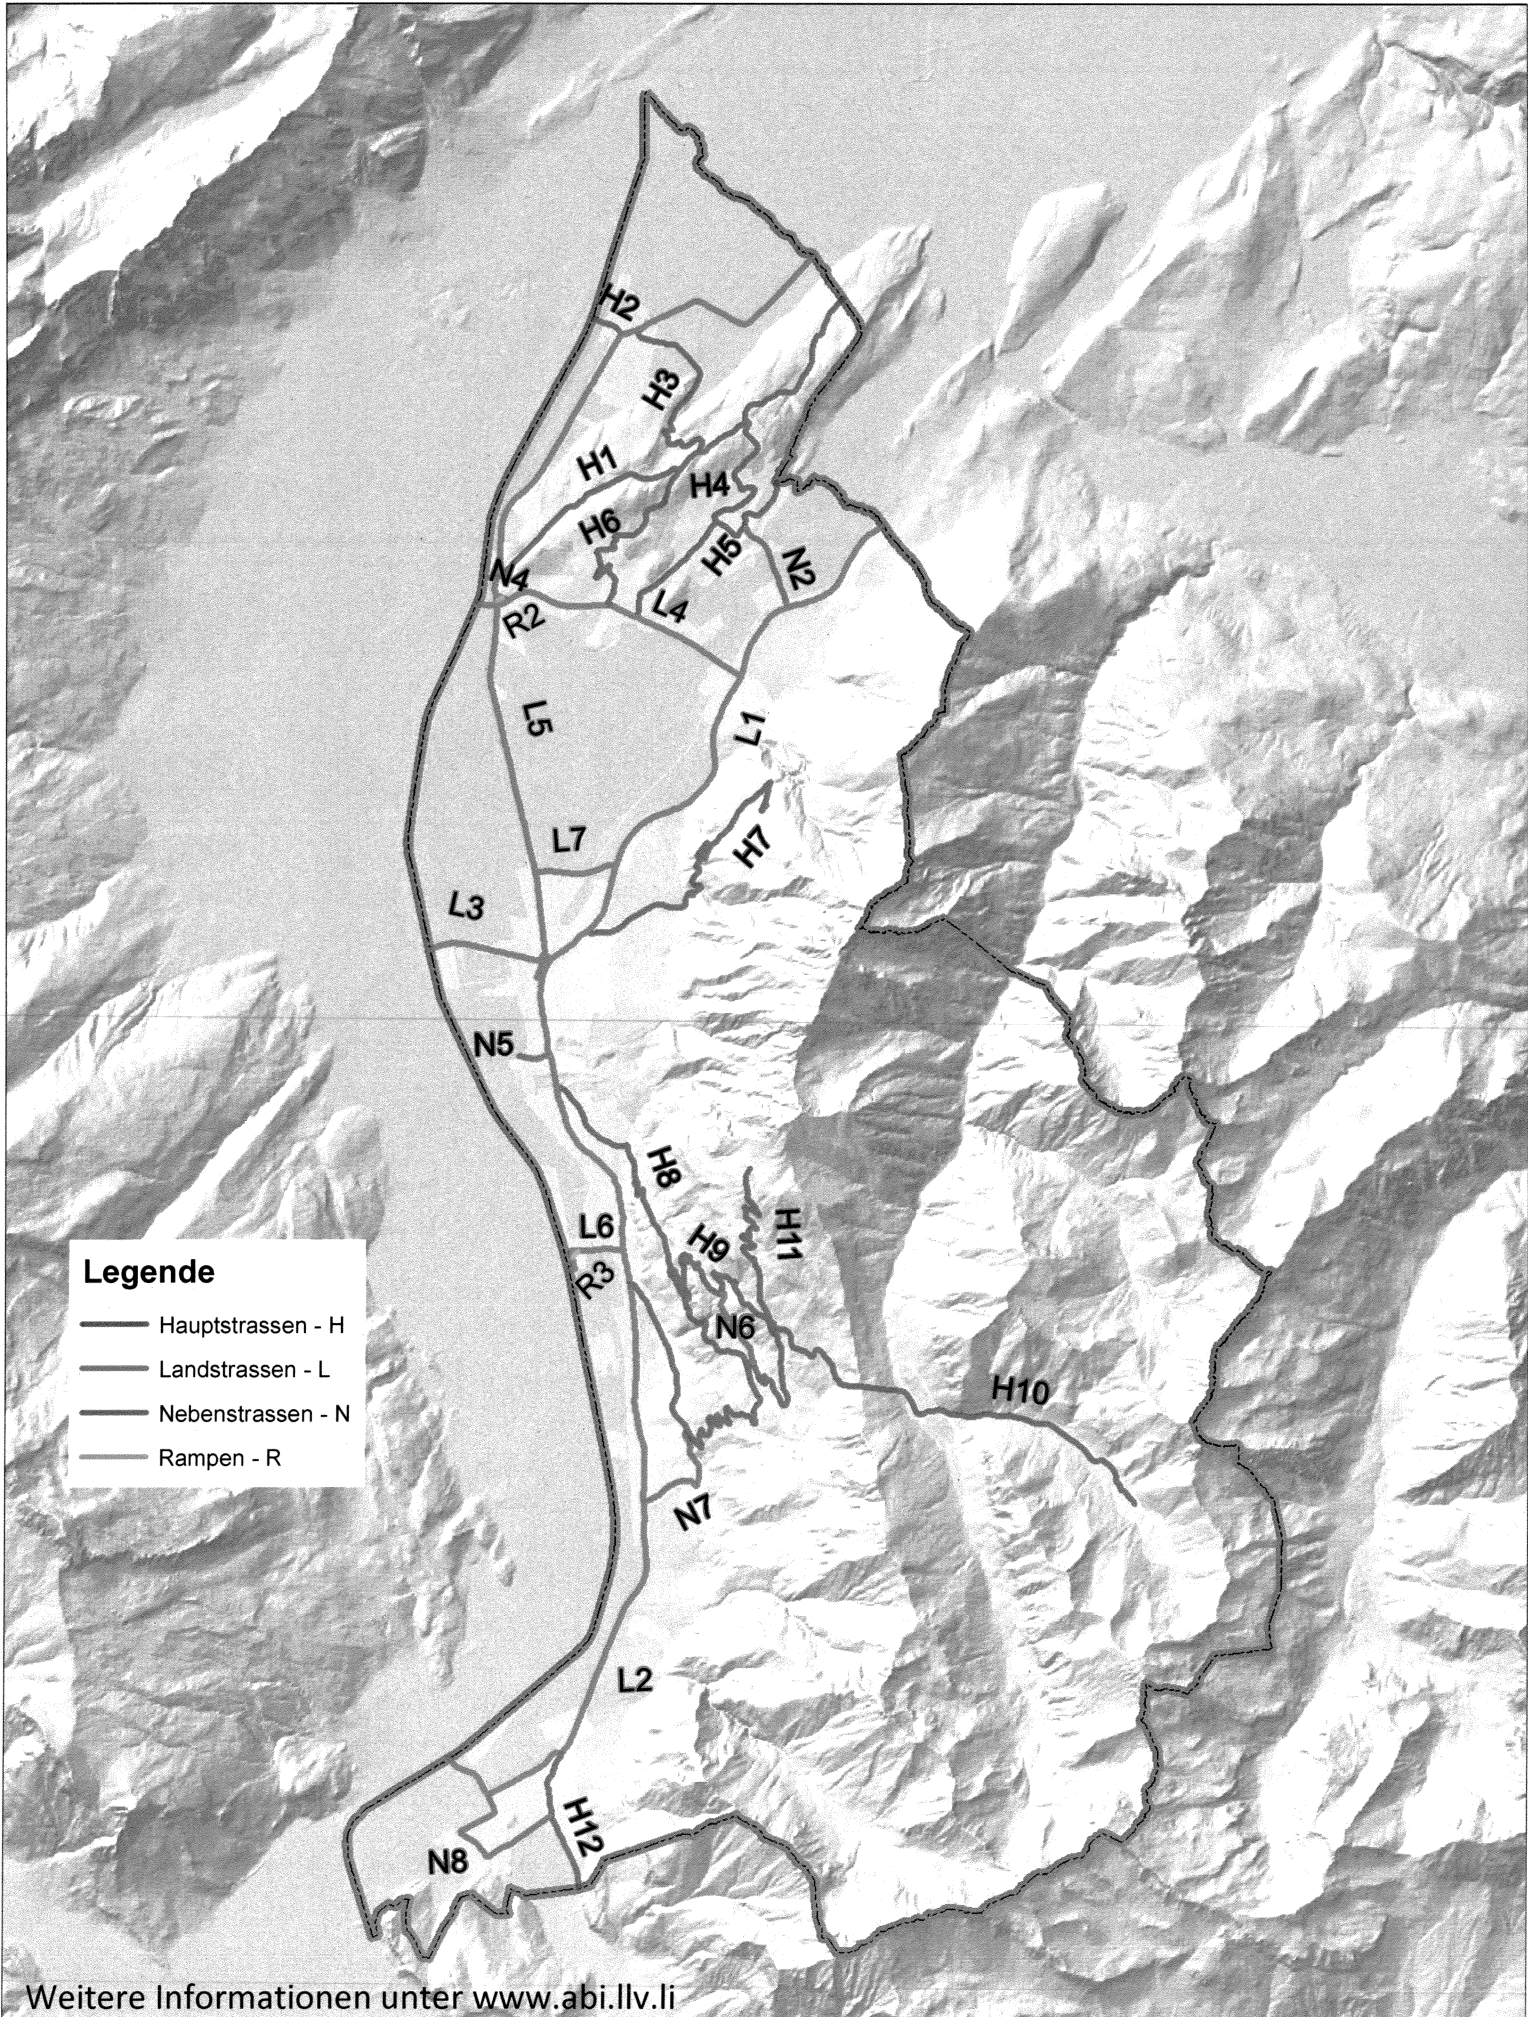 H2
H3
H1
H4
H6
H5
N2
N4
R2
L4
L5
L1
L7
H7
L3
N5
H8
H11
L6
H9
R3
N6
H10
N7
L2
H12
N8
Legende
Hauptstrassen - H
Landstrassen - L
Nebenstrassen - N
Rampen - R
Weitere Informationen unter www.abi.llv.li